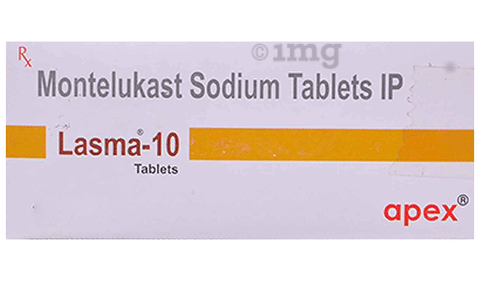 ©1mg
Rx
Montelukast Sodium Tablets IP
Lasma®-10
Tablets
apex®